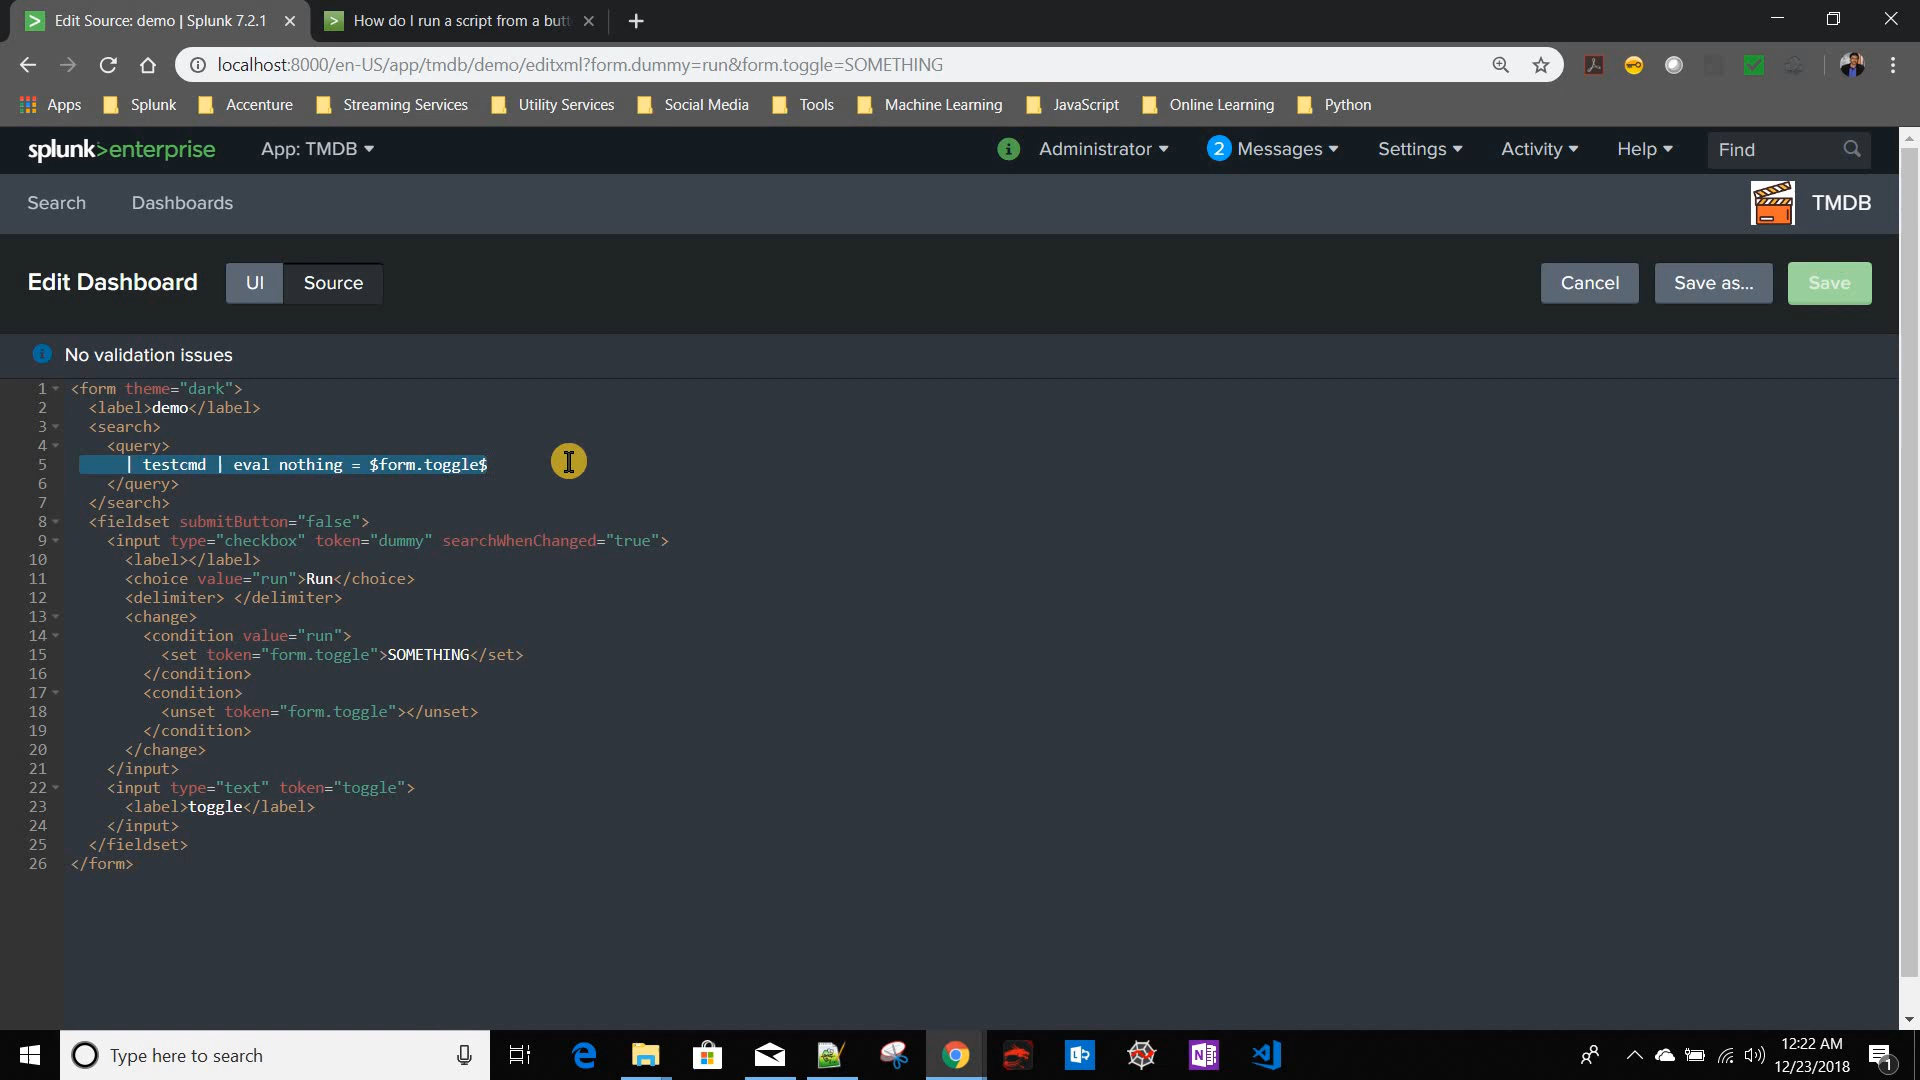 Edit Source: demo | Splunk 7.2.1
How do I run a script from a butt
localhost:8000/en-US/app/tmdb/demo/editxml?form.dummy=run&form.toggle=SOMETHING
Apps Splunk Accenture Streaming Services Utility Services Social Media Tools Machine Learning JavaScript Online Learning Python
splunk>enterprise App: TMDB i Administrator 2 Messages Settings Activity Help Find
Search Dashboards TMDB
Edit Dashboard UI Source Cancel Save as... Save
No validation issues
1 <form theme="dark">
2 <label>demo</label>
3 <search>
4 <query>
5 | testcmd | eval nothing = $form.toggle$
6 </query>
7 </search>
8 <fieldset submitButton="false">
9 <input type="checkbox" token="dummy" searchWhenChanged="true">
10 <label></label>
11 <choice value="run">Run</choice>
12 <delimiter> </delimiter>
13 <change>
14 <condition value="run">
15 <set token="form.toggle">SOMETHING</set>
16 </condition>
17 <condition>
18 <unset token="form.toggle"></unset>
19 </condition>
20 </change>
21 </input>
22 <input type="text" token="toggle">
23 <label>toggle</label>
24 </input>
25 </fieldset>
26 </form>
Type here to search
12:22 AM
12/23/2018
1